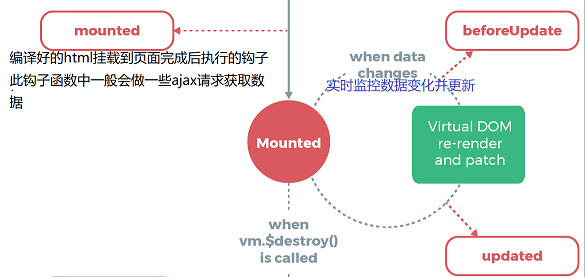 mounted
beforeUpdate
编译好的html挂载到页面完成后执行的钩子
此钩子函数中一般会做一些ajax请求获取数
据
when data
changes
实时监控数据变化并更新
Mounted
Virtual DOM
re-render
and patch
when
vm.$destroy()
is called
updated